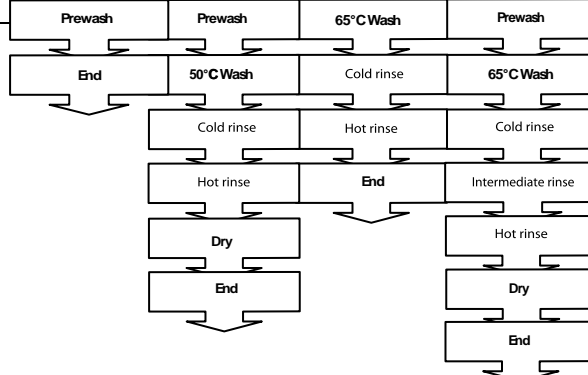 Prewash
Prewash
65°C Wash
Prewash
End
50°C Wash
Cold rinse
65°C Wash
Cold rinse
Hot rinse
Cold rinse
Hot rinse
End
Intermediate rinse
Dry
Hot rinse
End
Dry
End